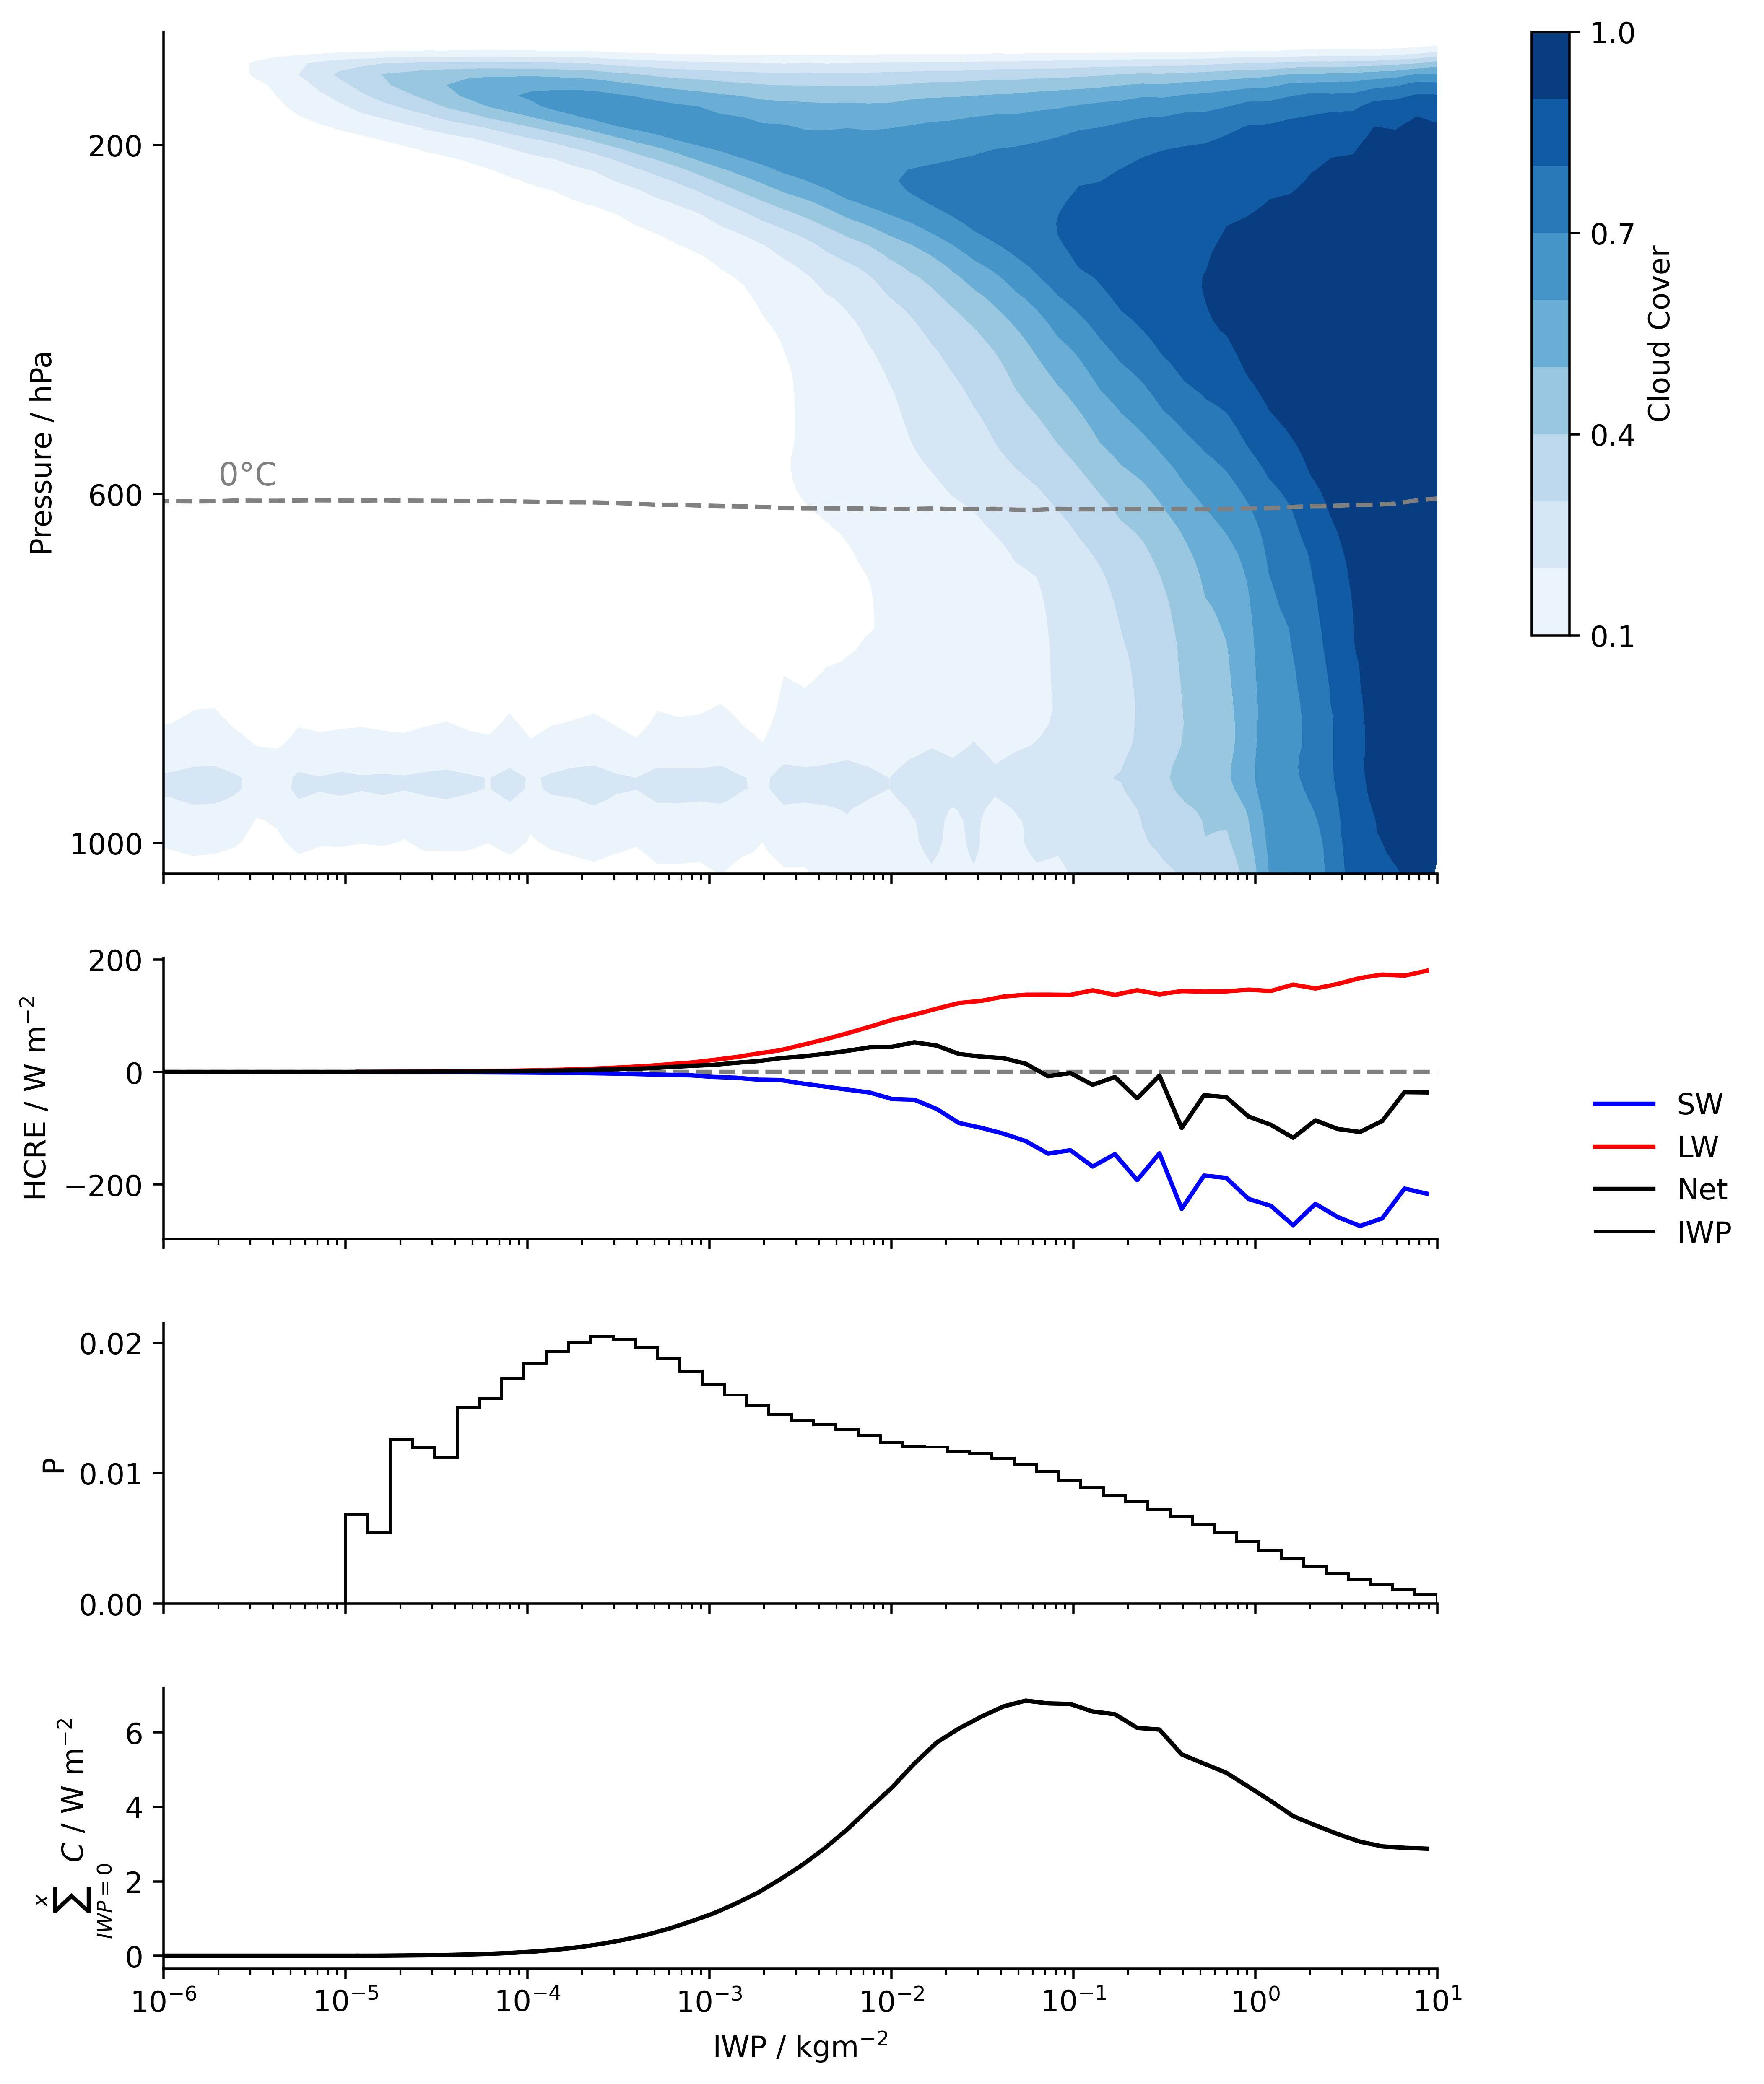 200
600
1000
Pressure / hPa
0°C
1.0
0.7
0.4
0.1
Cloud Cover
200
0
−200
HCRE / W m⁻²
SW
LW
Net
IWP
0.02
0.01
0.00
P
6
4
2
0
x
∑ C / W m⁻²
IWP=0
10⁻⁶ 10⁻⁵ 10⁻⁴ 10⁻³ 10⁻² 10⁻¹ 10⁰ 10¹
IWP / kgm⁻²